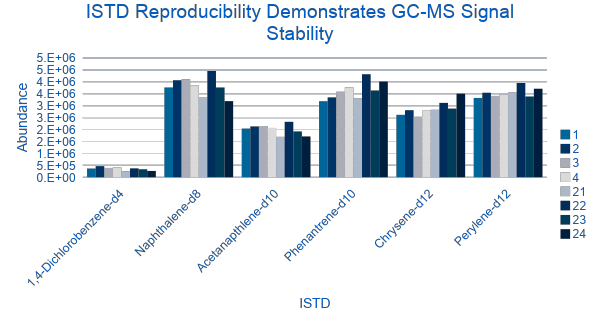 ISTD Reproducibility Demonstrates GC-MS Signal
Stability
5.E+06
5.E+06
4.E+06
4.E+06
3.E+06
3.E+06
2.E+06
2.E+06
1.E+06
5.E+05
0.E+00
Abundance
1,4-Dichlorobenzene-d4
Naphthalene-d8
Acetanapthlene-d10
Phenantrene-d10
Chrysene-d12
Perylene-d12
ISTD
1
2
3
4
21
22
23
24